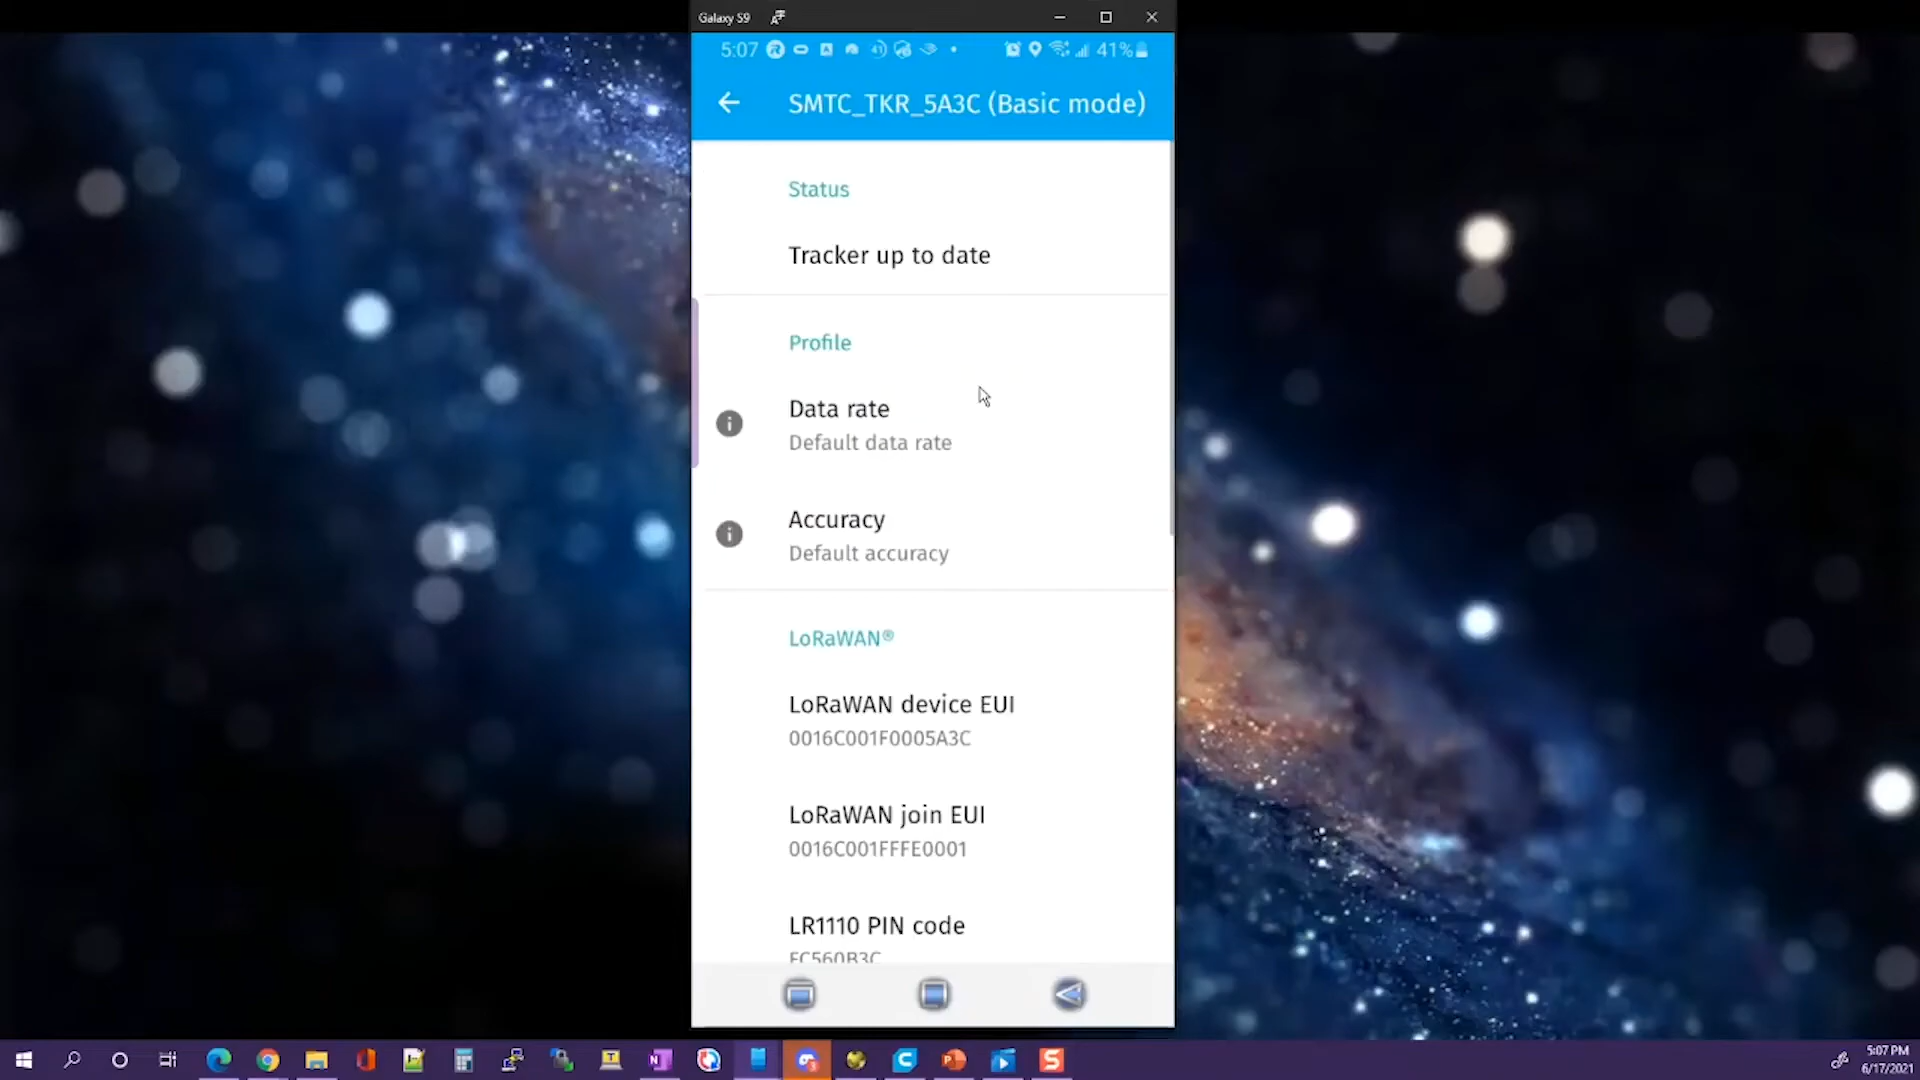 Galaxy S9
5:07
41%
SMTC_TKR_5A3C (Basic mode)
Status
Tracker up to date
Profile
Data rate
Default data rate
Accuracy
Default accuracy
LoRaWAN®
LoRaWAN device EUI
0016C001F0005A3C
LoRaWAN join EUI
0016C001FFFE0001
LR1110 PIN code
5:07 PM
6/17/2021